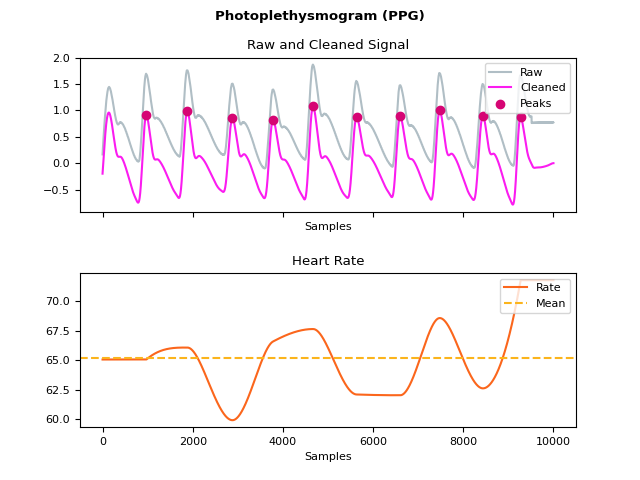 Photoplethysmogram (PPG)
Raw and Cleaned Signal
2.0
1.5
1.0
0.5
0.0
−0.5
Raw
Cleaned
Peaks
Samples
Heart Rate
70.0
67.5
65.0
62.5
60.0
Rate
Mean
0 2000 4000 6000 8000 10000
Samples